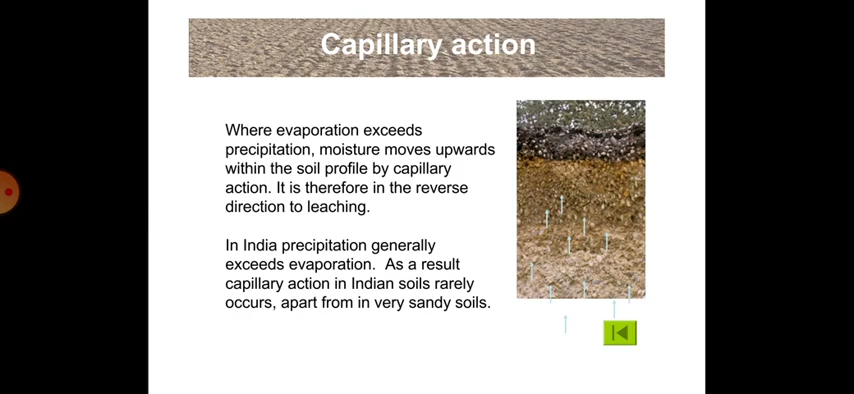 Capillary action
Where evaporation exceeds
precipitation, moisture moves upwards
within the soil profile by capillary
action. It is therefore in the reverse
direction to leaching.
In India precipitation generally
exceeds evaporation.  As a result
capillary action in Indian soils rarely
occurs, apart from in very sandy soils.